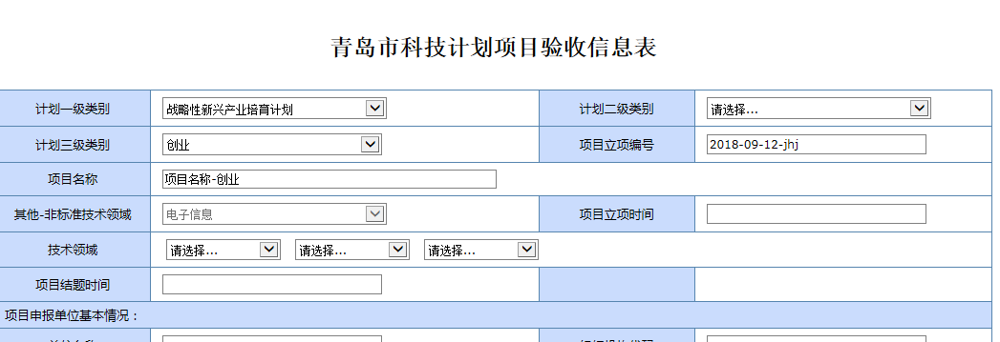 青岛市科技计划项目验收信息表
计划一级类别 战略性新兴产业培育计划 计划二级类别 请选择...
计划三级类别 创业 项目立项编号 2018-09-12-jhj
项目名称 项目名称-创业
其他-非标准技术领域 电子信息 项目立项时间
技术领域 请选择... 请选择... 请选择...
项目结题时间
项目申报单位基本情况：